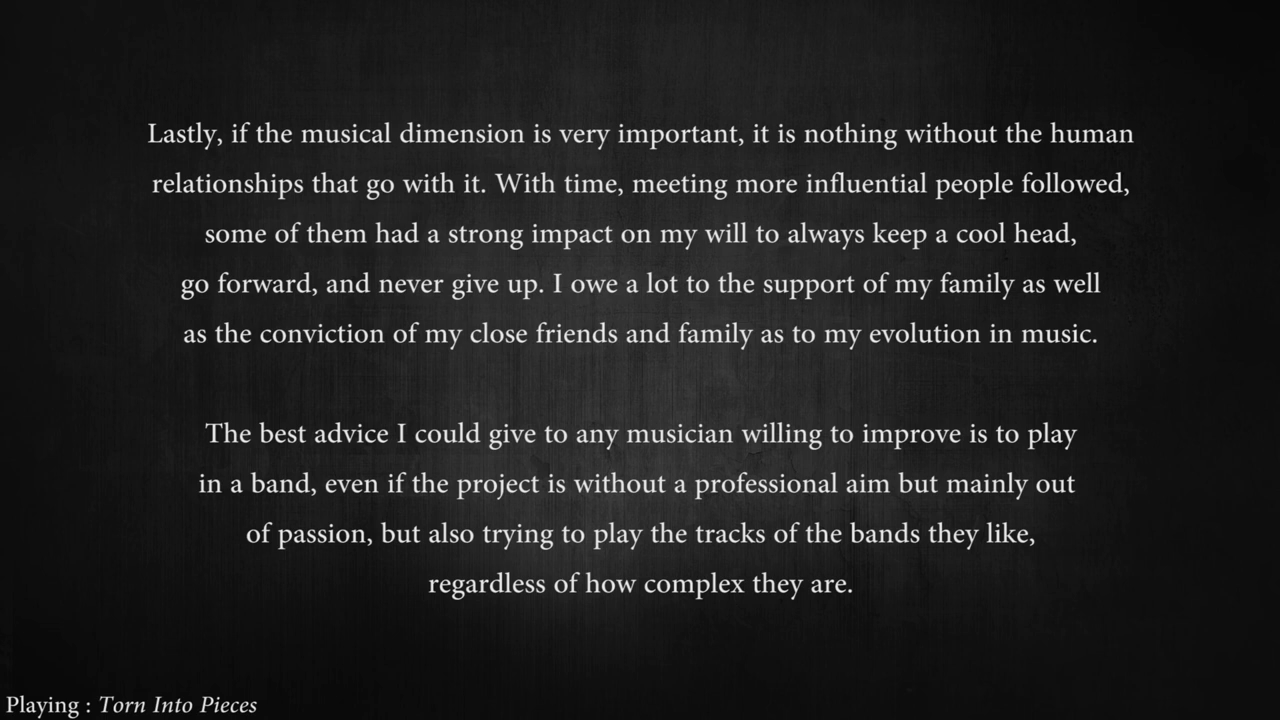 Lastly, if the musical dimension is very important, it is nothing without the human
relationships that go with it. With time, meeting more influential people followed,
some of them had a strong impact on my will to always keep a cool head,
go forward, and never give up. I owe a lot to the support of my family as well
as the conviction of my close friends and family as to my evolution in music.
The best advice I could give to any musician willing to improve is to play
in a band, even if the project is without a professional aim but mainly out
of passion, but also trying to play the tracks of the bands they like,
regardless of how complex they are.
Playing : Torn Into Pieces